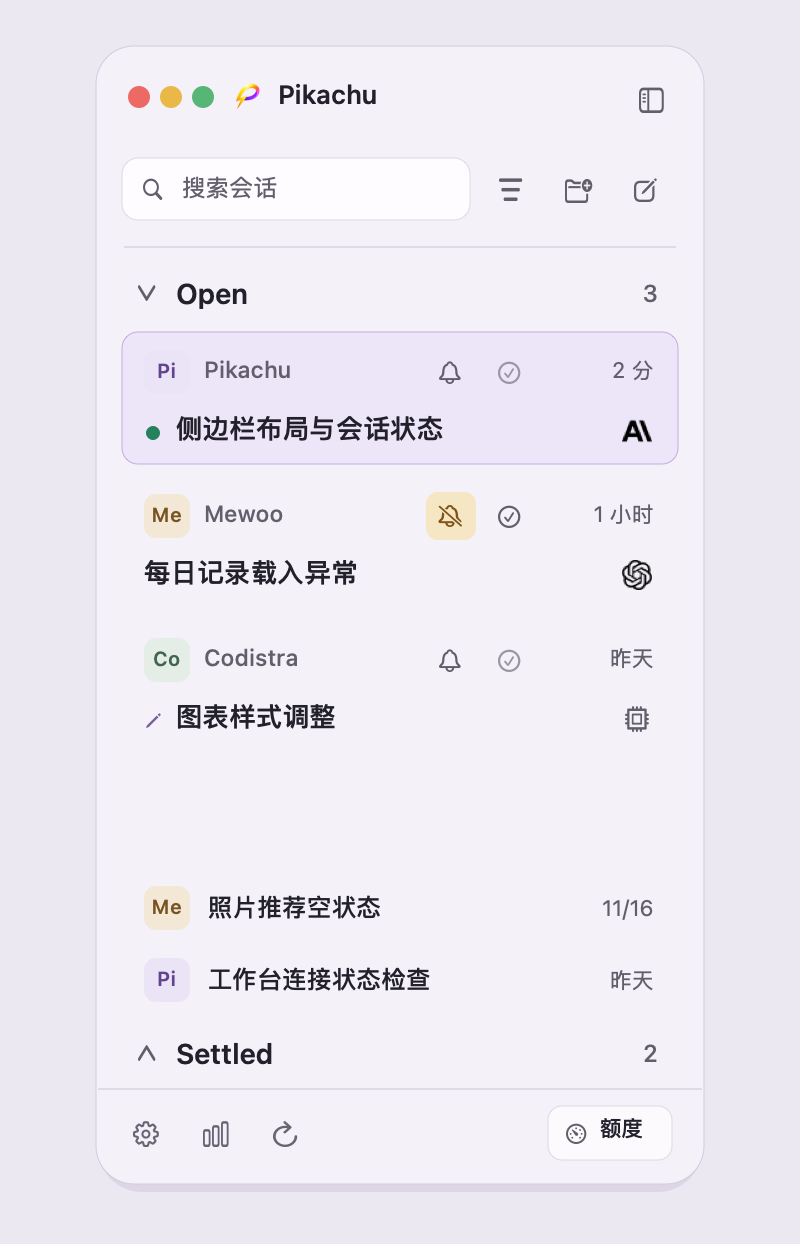 Pikachu
搜索会话
Open 3
Pi Pikachu 2 分
侧边栏布局与会话状态
Me Mewoo 1 小时
每日记录载入异常
Co Codistra 昨天
图表样式调整
Me 照片推荐空状态 11/16
Pi 工作台连接状态检查 昨天
Settled 2
额度